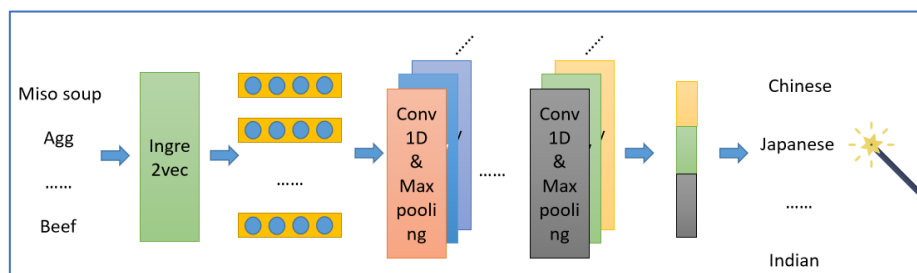 Miso soup
Agg
......
Beef
Ingre
2vec
......
Conv
1D
&
Max
pooli
ng
......
Conv
1D
&
Max
pooli
ng
Chinese
Japanese
......
Indian